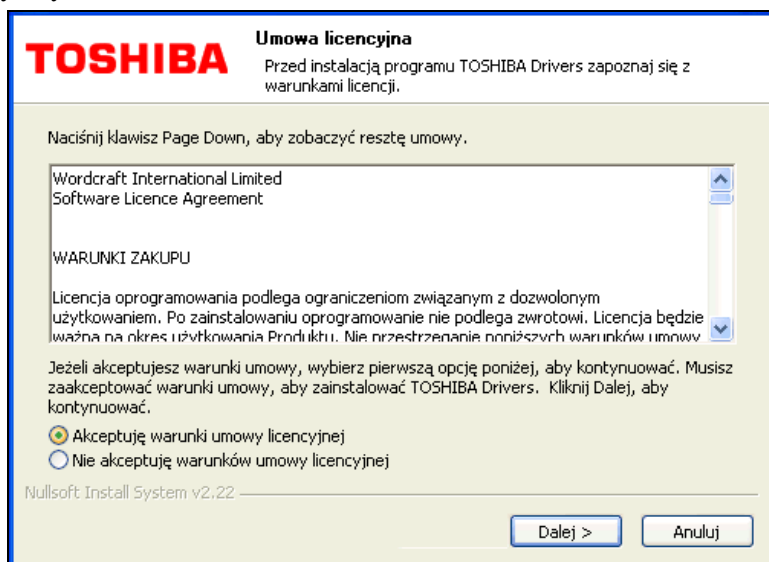 TOSHIBA
Umowa licencyjna
Przed instalacją programu TOSHIBA Drivers zapoznaj się z
warunkami licencji.
Naciśnij klawisz Page Down, aby zobaczyć resztę umowy.
Wordcraft International Limited
Software Licence Agreement
WARUNKI ZAKUPU
Licencja oprogramowania podlega ograniczeniom związanym z dozwolonym
użytkowaniem. Po zainstalowaniu oprogramowanie nie podlega zwrotowi. Licencja będzie
ważna na okres użytkowania Produktu. Nie przestrzeganie poniższych warunków umowy
Jeżeli akceptujesz warunki umowy, wybierz pierwszą opcję poniżej, aby kontynuować. Musisz
zaakceptować warunki umowy, aby zainstalować TOSHIBA Drivers. Kliknij Dalej, aby
kontynuować.
Akceptuję warunki umowy licencyjnej
Nie akceptuję warunków umowy licencyjnej
Nullsoft Install System v2.22
Dalej >
Anuluj